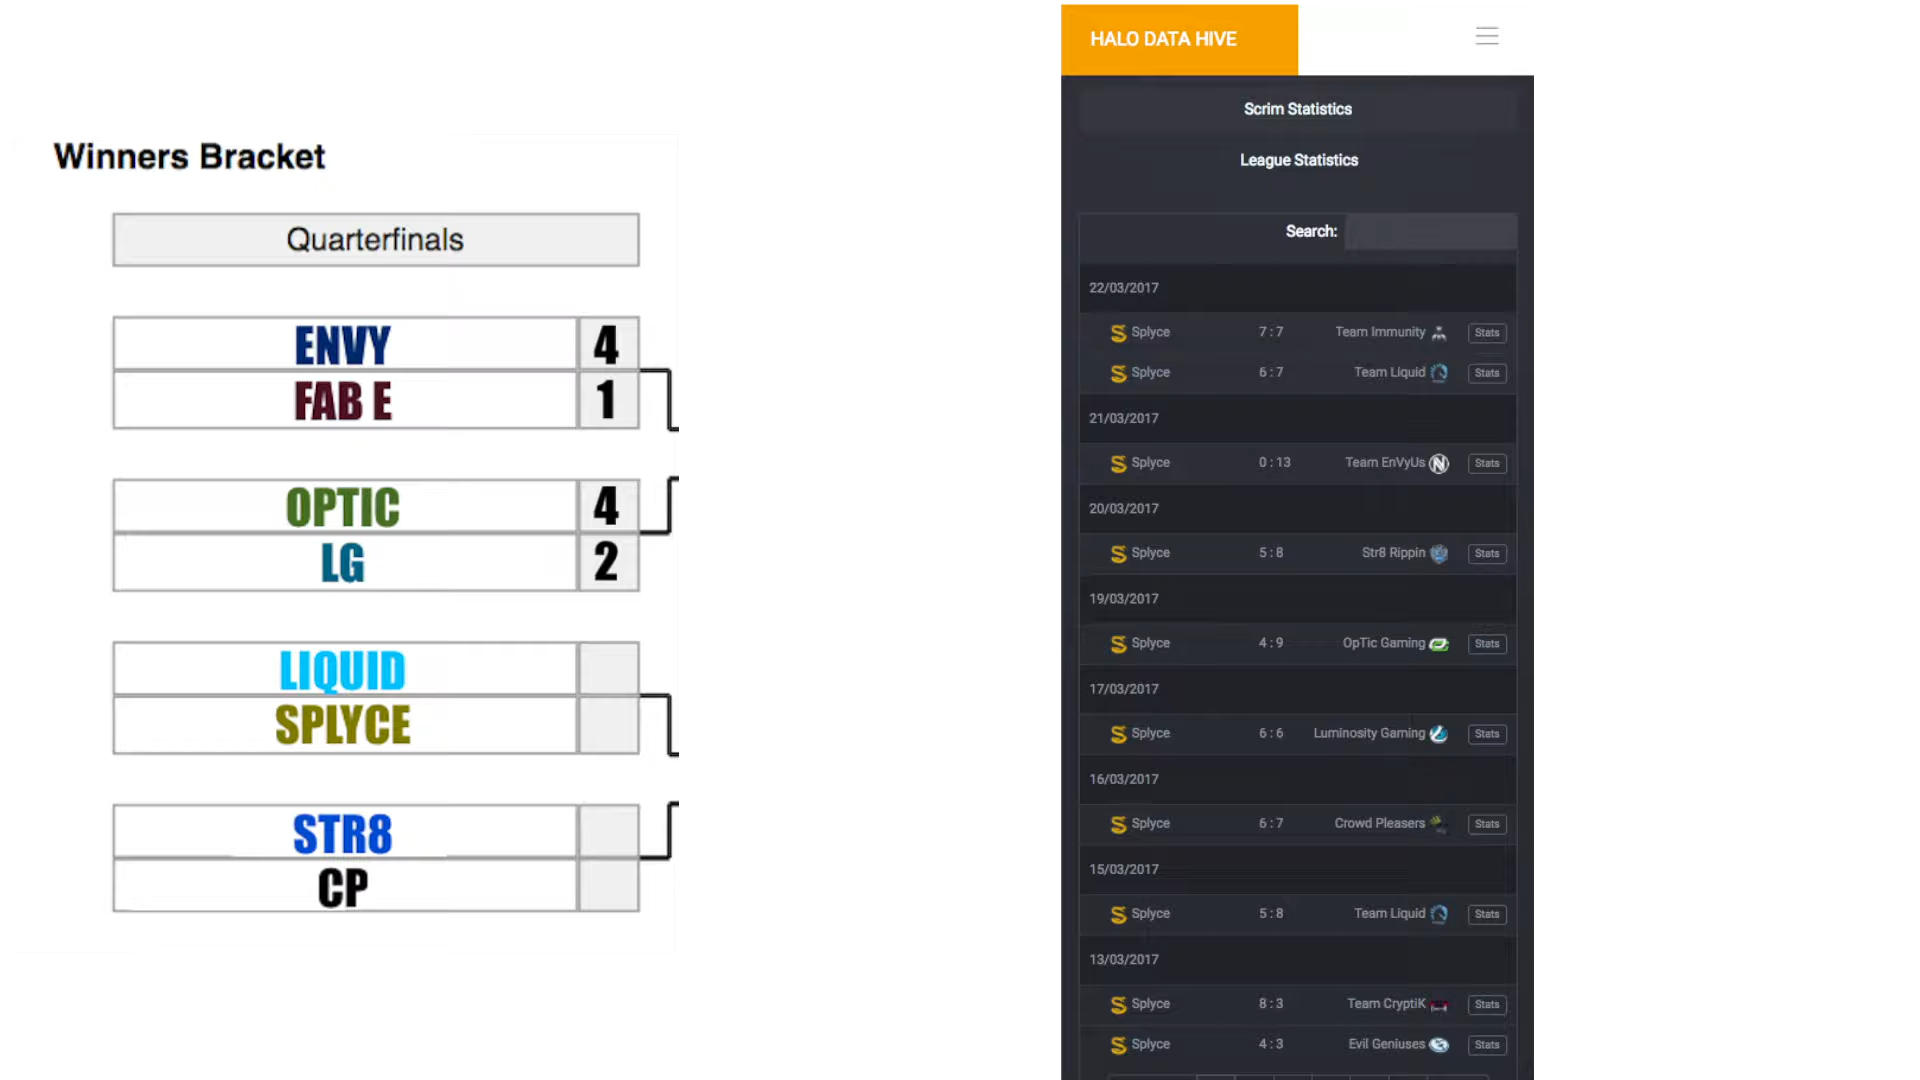 Winners Bracket
Quarterfinals
ENVY 4
FAB E 1
OPTIC 4
LG 2
LIQUID
SPLYCE
STR8
CP
HALO DATA HIVE
Scrim Statistics
League Statistics
Search:
22/03/2017
Splyce 7 : 7 Team Immunity Stats
Splyce 6 : 7 Team Liquid Stats
21/03/2017
Splyce 0 : 13 Team EnVyUs Stats
20/03/2017
Splyce 5 : 8 Str8 Rippin Stats
19/03/2017
Splyce 4 : 9 OpTic Gaming Stats
17/03/2017
Splyce 6 : 6 Luminosity Gaming Stats
16/03/2017
Splyce 6 : 7 Crowd Pleasers Stats
15/03/2017
Splyce 5 : 8 Team Liquid Stats
13/03/2017
Splyce 8 : 3 Team CryptiK Stats
Splyce 4 : 3 Evil Geniuses Stats